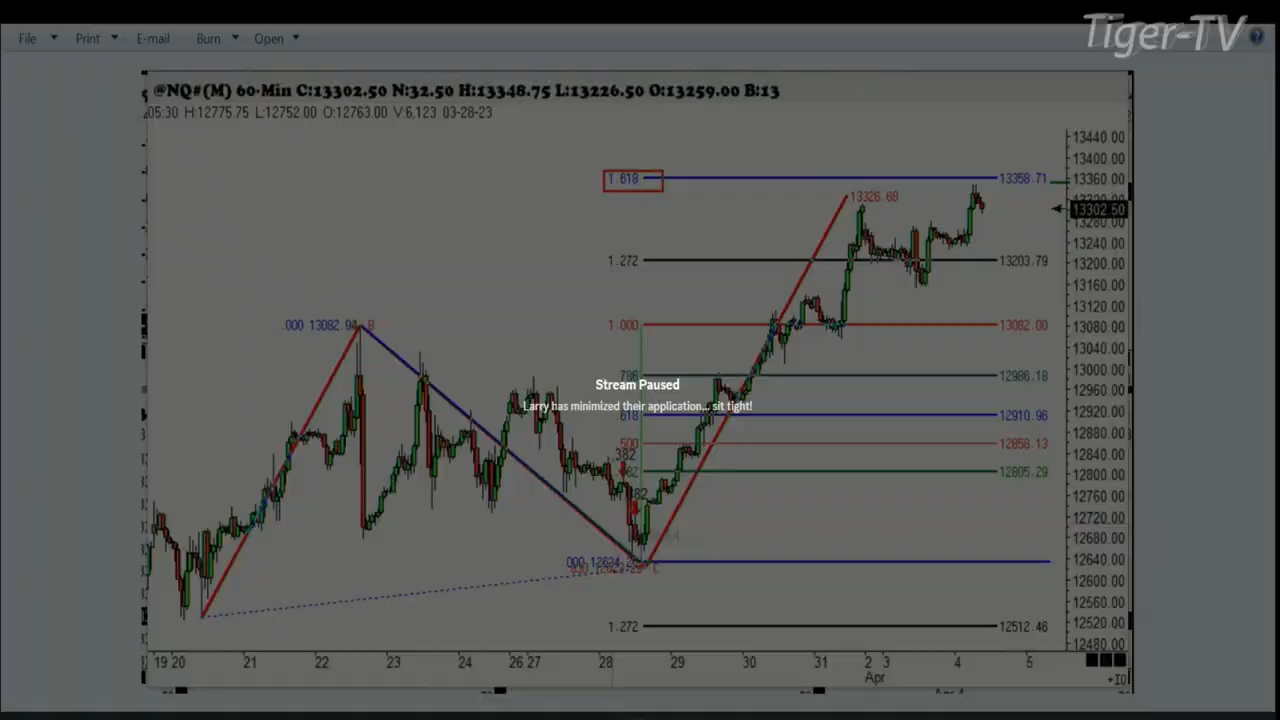 Tiger-TV
File Print E-mail Burn Open
@NQ#(M) 60-Min C:13302.50 N:32.50 H:13348.75 L:13226.50 O:13259.00 B:13
05:30 H:12775.75 L:12752.00 O:12763.00 V:6,123 03-28-23
13440.00
13400.00
1.618 13358.71 13360.00
13326.68
13302.50
13280.00
13240.00
1.272 13203.79 13200.00
13160.00
13120.00
.000 13082.94 B 1.000 13082.00 13080.00
13040.00
13000.00
786 12986.18
Stream Paused
12960.00
Larry has minimized their application... sit tight!
618 12910.96 12920.00
12880.00
500 12858.13
382 12840.00
12805.29 12800.00
382 12760.00
12720.00
12680.00
12640.00
12600.00
12560.00
1.272 12512.46 12520.00
12480.00
19 20 21 22 23 24 26 27 28 29 30 31 2 3 4 5
Apr +10